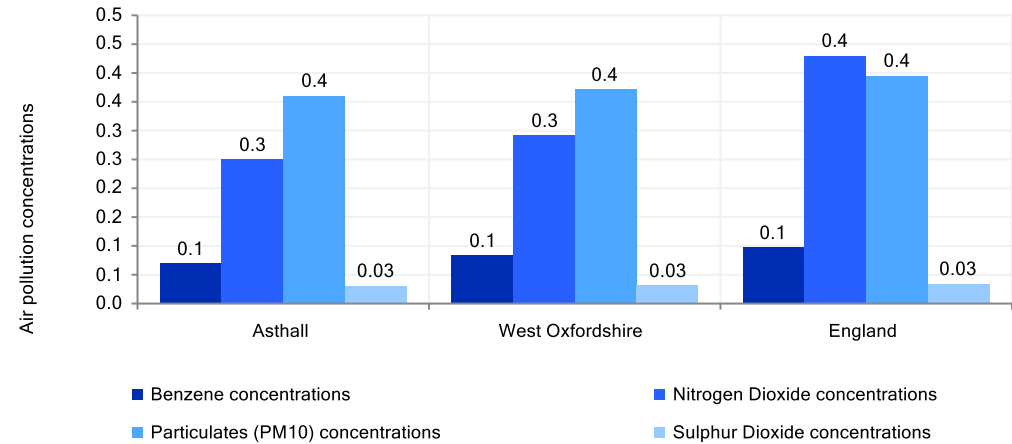 Air pollution concentrations
0.5
0.5
0.4
0.4
0.3
0.3
0.2
0.2
0.1
0.1
0.0
0.1
0.3
0.4
0.03
0.1
0.3
0.4
0.03
0.1
0.4
0.4
0.03
Asthall
West Oxfordshire
England
Benzene concentrations
Nitrogen Dioxide concentrations
Particulates (PM10) concentrations
Sulphur Dioxide concentrations